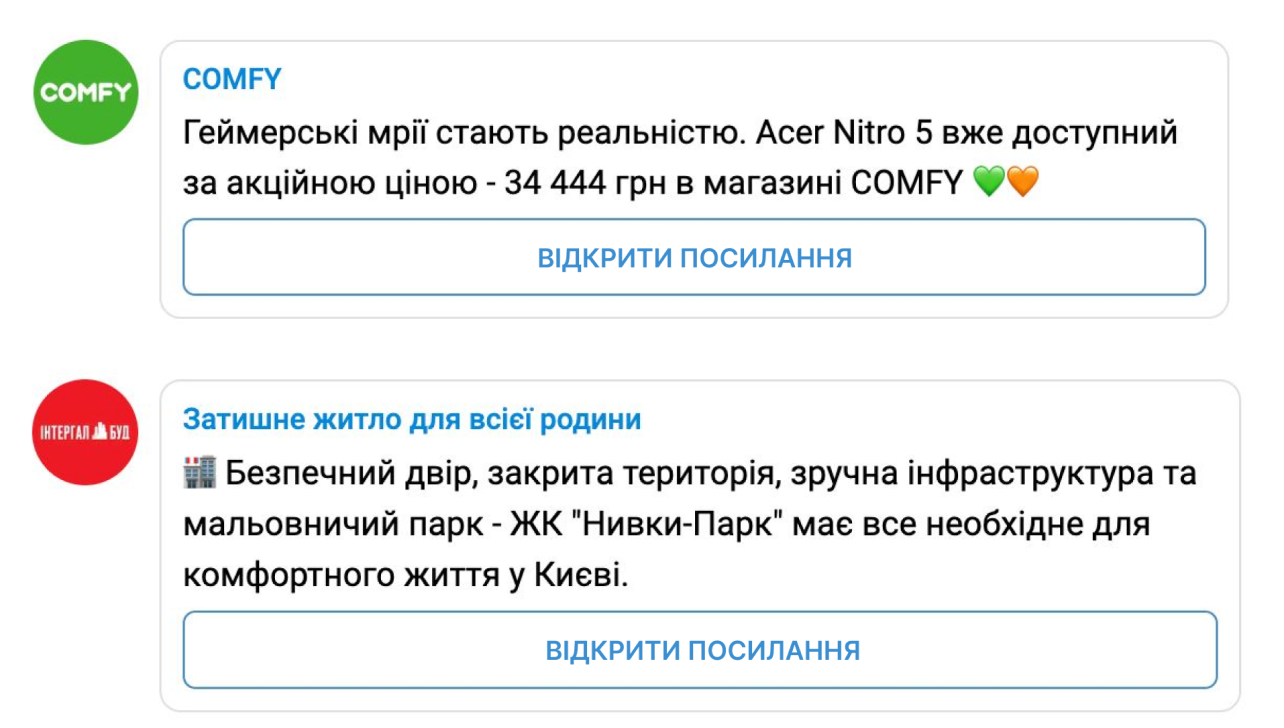 COMFY
COMFY
Геймерські мрії стають реальністю. Acer Nitro 5 вже доступний
за акційною ціною - 34 444 грн в магазині COMFY 💚🧡
ВІДКРИТИ ПОСИЛАННЯ
ІНТЕРГАЛ БУД
Затишне житло для всієї родини
🏬 Безпечний двір, закрита територія, зручна інфраструктура та
мальовничий парк - ЖК "Нивки-Парк" має все необхідне для
комфортного життя у Києві.
ВІДКРИТИ ПОСИЛАННЯ